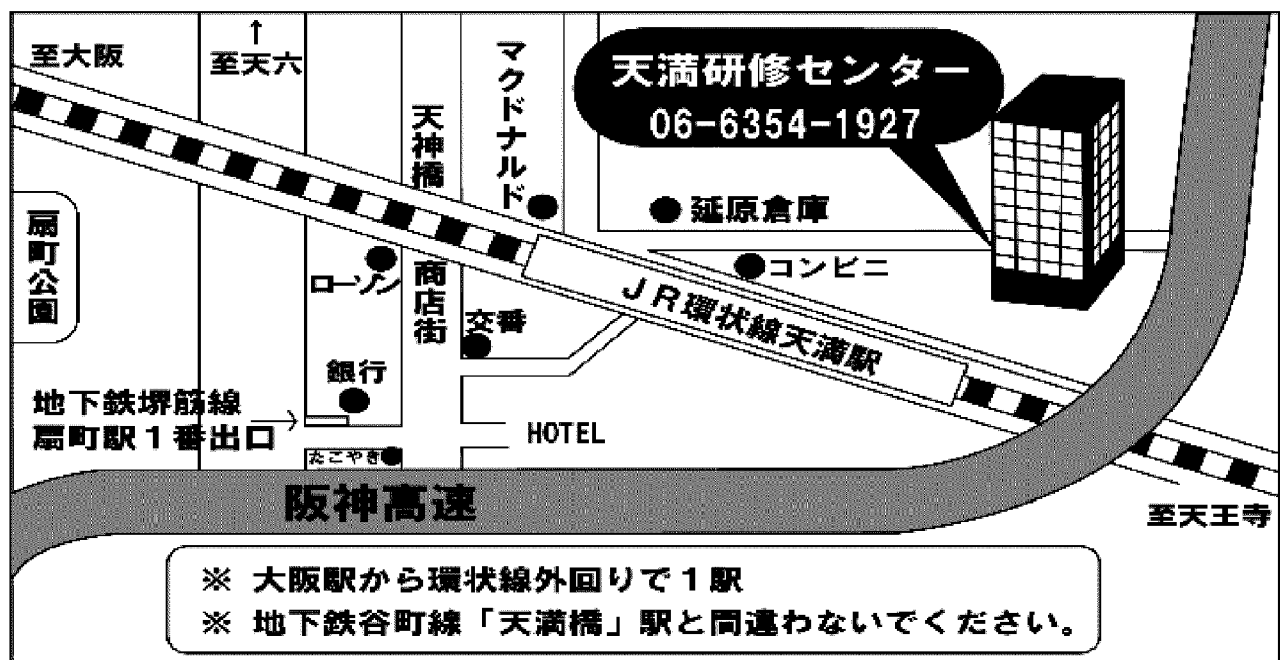 至大阪
↑
至天六
マクドナルド
天満研修センター
06-6354-1927
天神橋
商店街
扇町公園
延原倉庫
ローソン
コンビニ
交番
JR環状線天満駅
銀行
地下鉄堺筋線
扇町駅1番出口
HOTEL
たこやき
阪神高速
至天王寺
※ 大阪駅から環状線外回りで1駅
※ 地下鉄谷町線「天満橋」駅と間違わないでください。